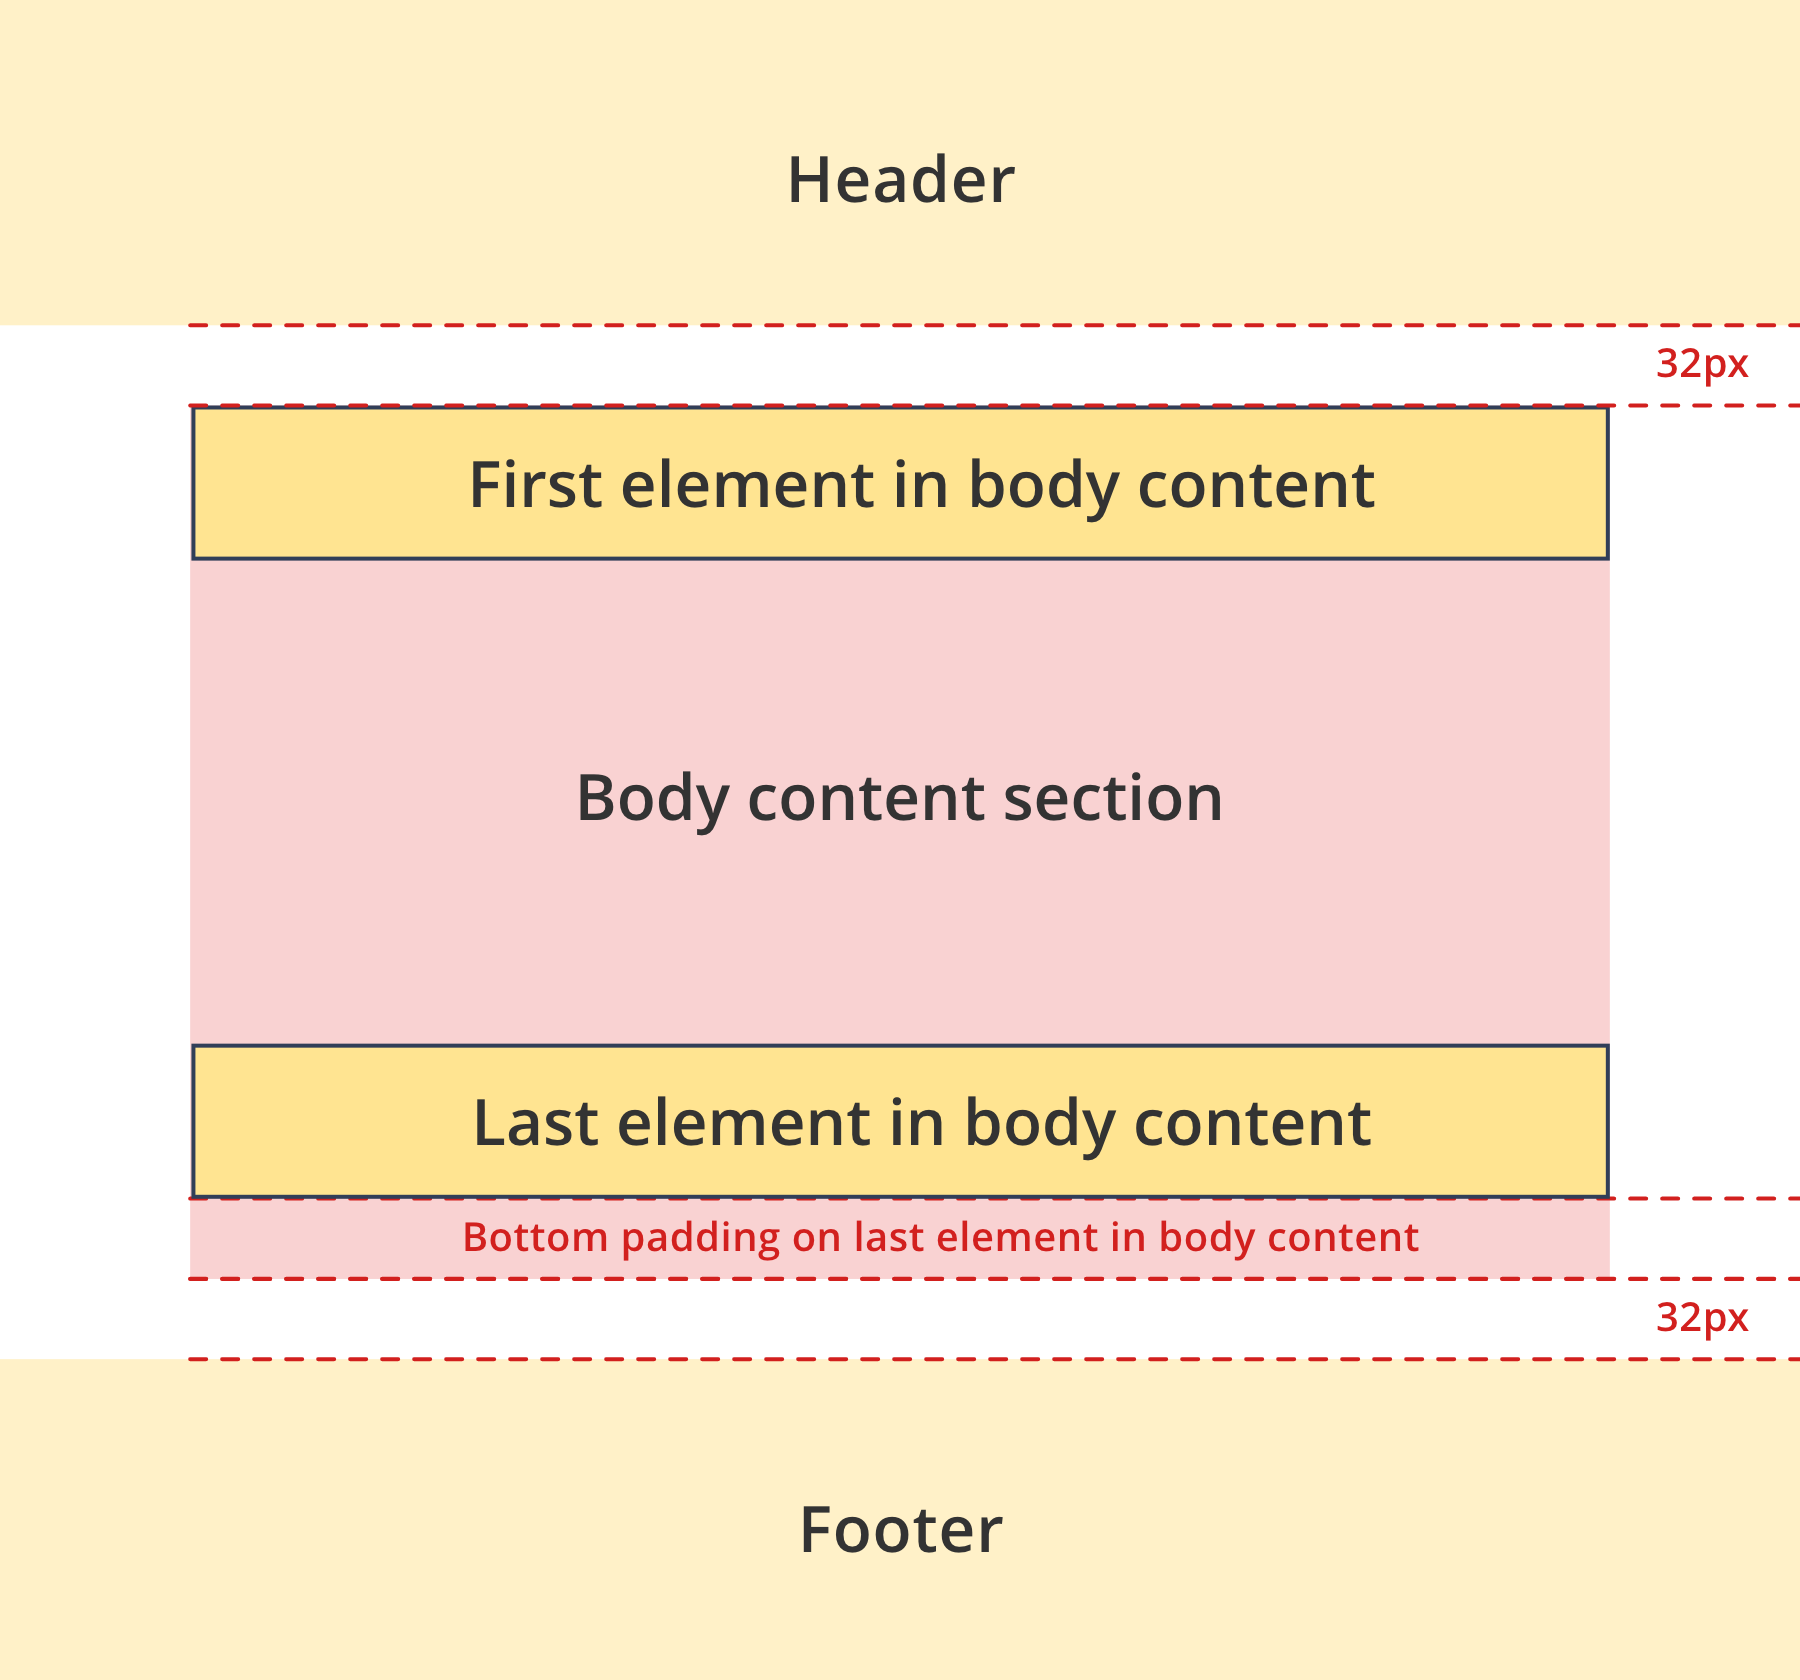 Header
32px
First element in body content
Body content section
Last element in body content
Bottom padding on last element in body content
32px
Footer